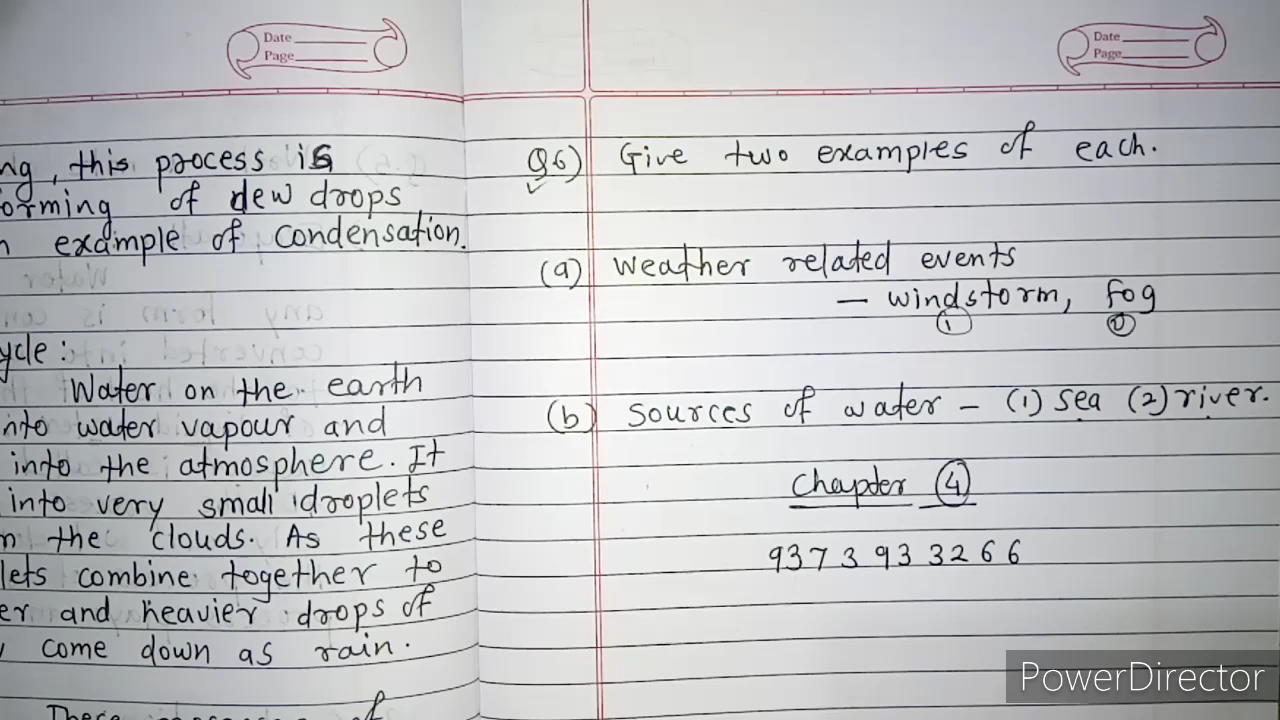 Date
Page
ng, this process is
orming of dew drops
n example of condensation.
ycle:
Water on the earth
nto water vapour and
into the atmosphere. It
into very small droplets
n the clouds. As these
lets combine together to
er and heavier drops of
come down as rain.
Date
Page
Q6) Give two examples of each.
(a) Weather related events
— windstorm, fog
① ②
(b) Sources of water – (1) Sea (2) river.
Chapter ④
9373933266
PowerDirector